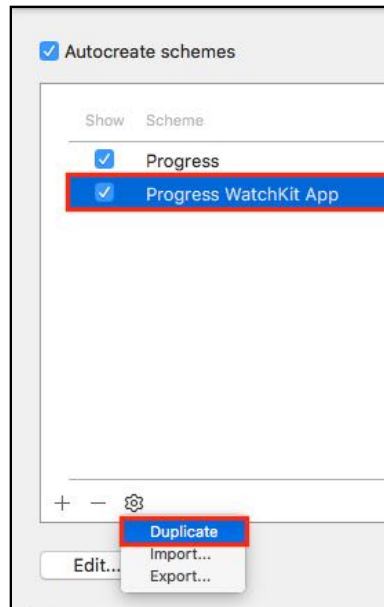 Autocreate schemes
Show Scheme
Progress
Progress WatchKit App
+ −
Duplicate
Import...
Edit...
Export...